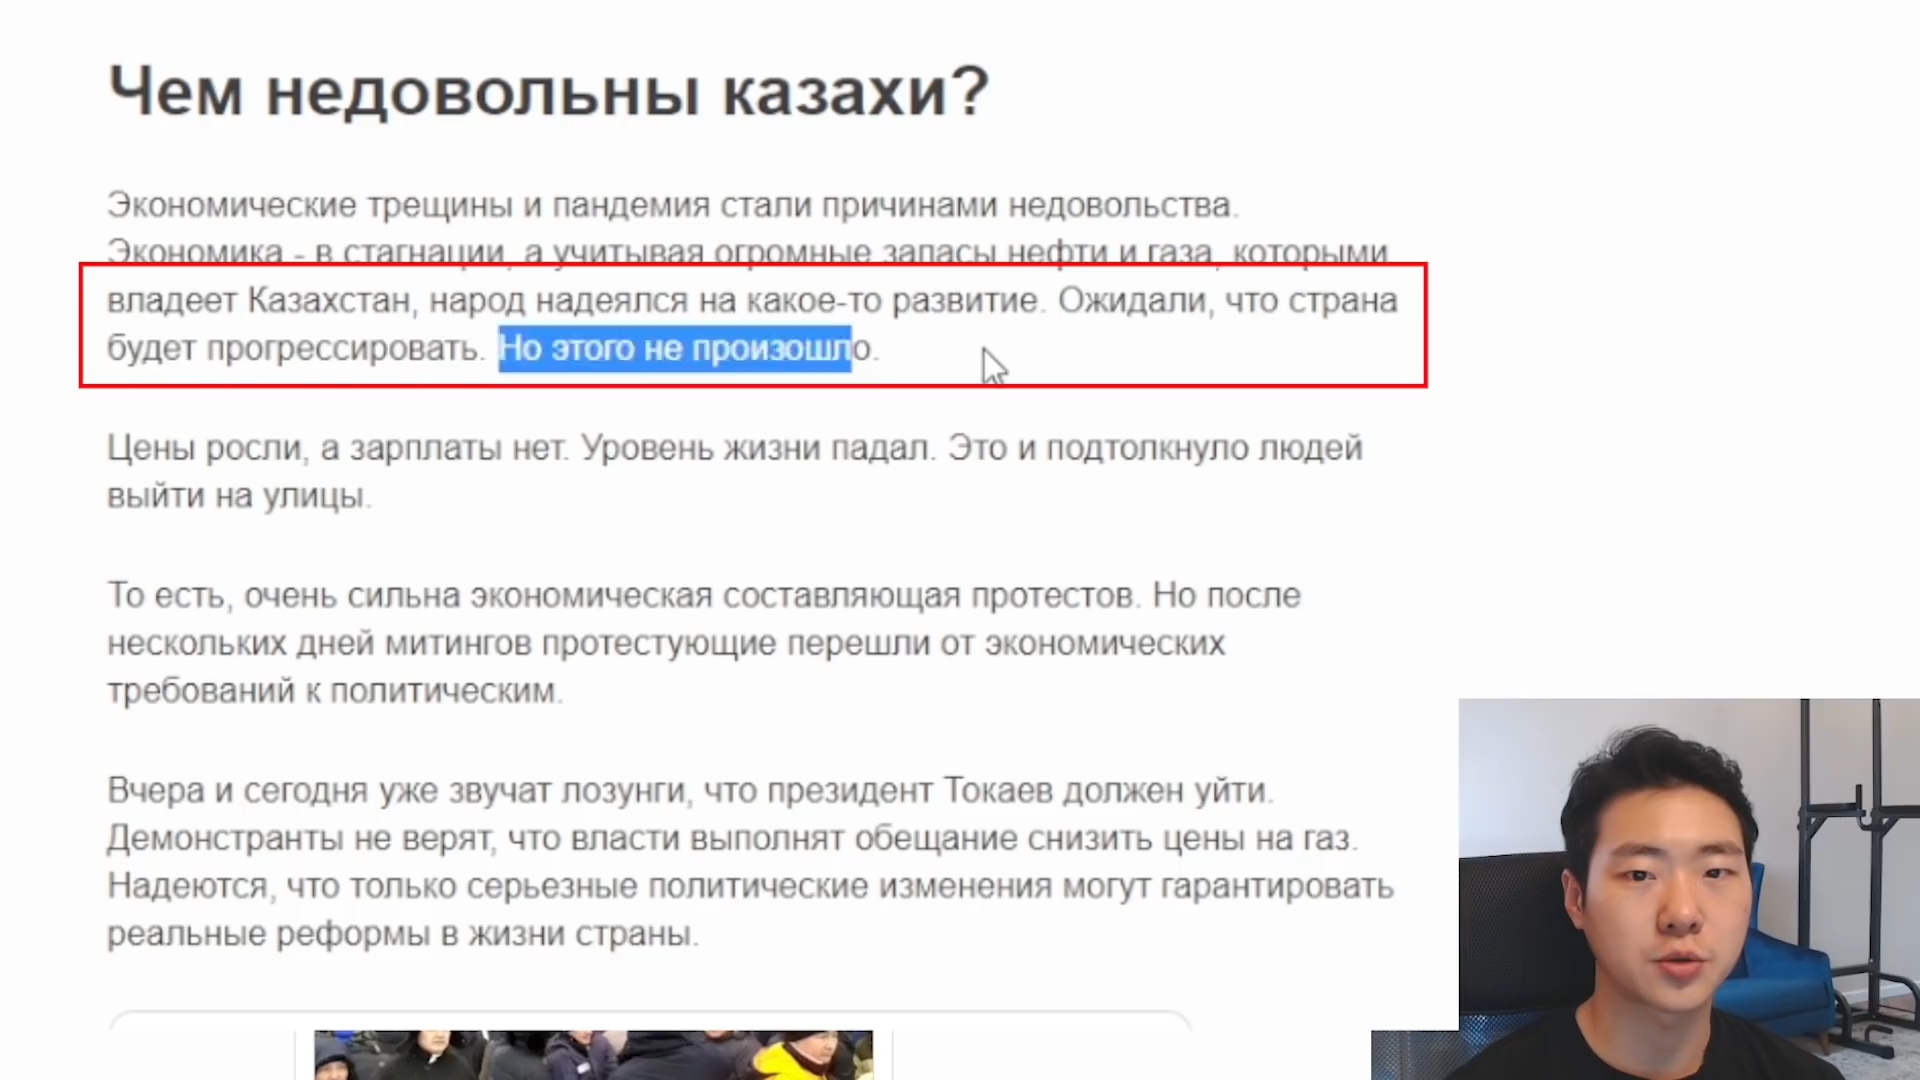 Чем недовольны казахи?
Экономические трещины и пандемия стали причинами недовольства.
Экономика - в стагнации, а учитывая огромные запасы нефти и газа, которыми
владеет Казахстан, народ надеялся на какое-то развитие. Ожидали, что страна
будет прогрессировать. Но этого не произошло.
Цены росли, а зарплаты нет. Уровень жизни падал. Это и подтолкнуло людей
выйти на улицы.
То есть, очень сильна экономическая составляющая протестов. Но после
нескольких дней митингов протестующие перешли от экономических
требований к политическим.
Вчера и сегодня уже звучат лозунги, что президент Токаев должен уйти.
Демонстранты не верят, что власти выполнят обещание снизить цены на газ.
Надеются, что только серьезные политические изменения могут гарантировать
реальные реформы в жизни страны.